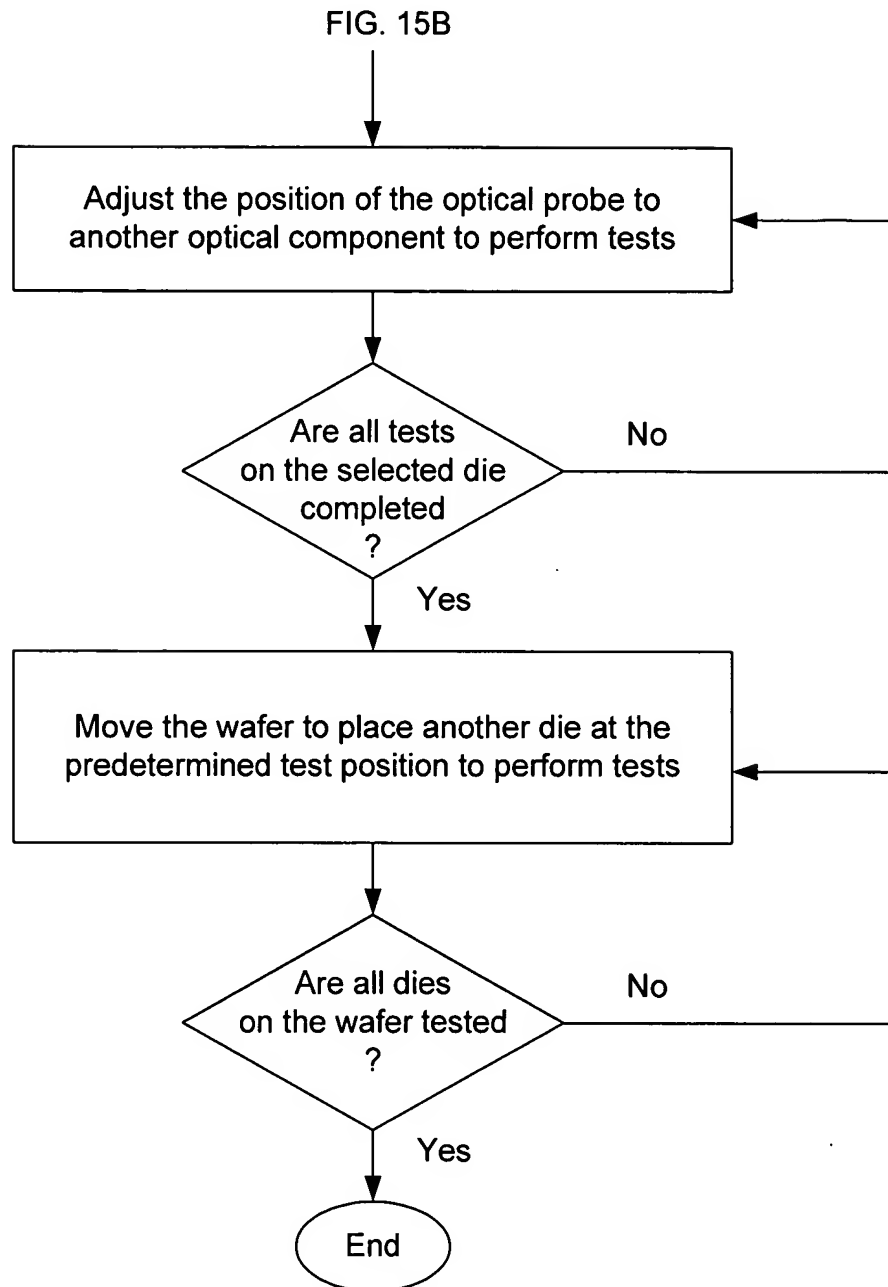 FIG. 15B
Adjust the position of the optical probe to
another optical component to perform tests
Are all tests
on the selected die
completed
?
No
Yes
Move the wafer to place another die at the
predetermined test position to perform tests
Are all dies
on the wafer tested
?
No
Yes
End